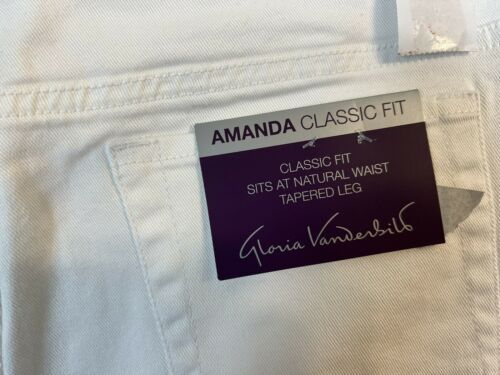 AMANDA CLASSIC FIT
CLASSIC FIT
SITS AT NATURAL WAIST
TAPERED LEG
Gloria Vanderbilt